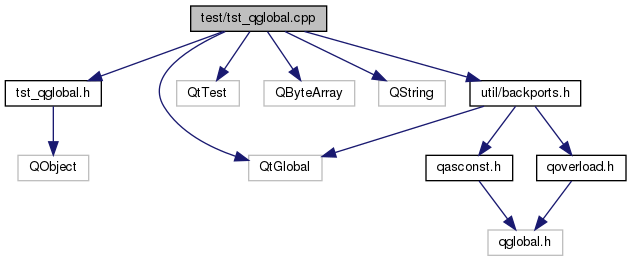 test/tst_qglobal.cpp
tst_qglobal.h
QtTest
QByteArray
QString
util/backports.h
QObject
QtGlobal
qasconst.h
qoverload.h
qglobal.h